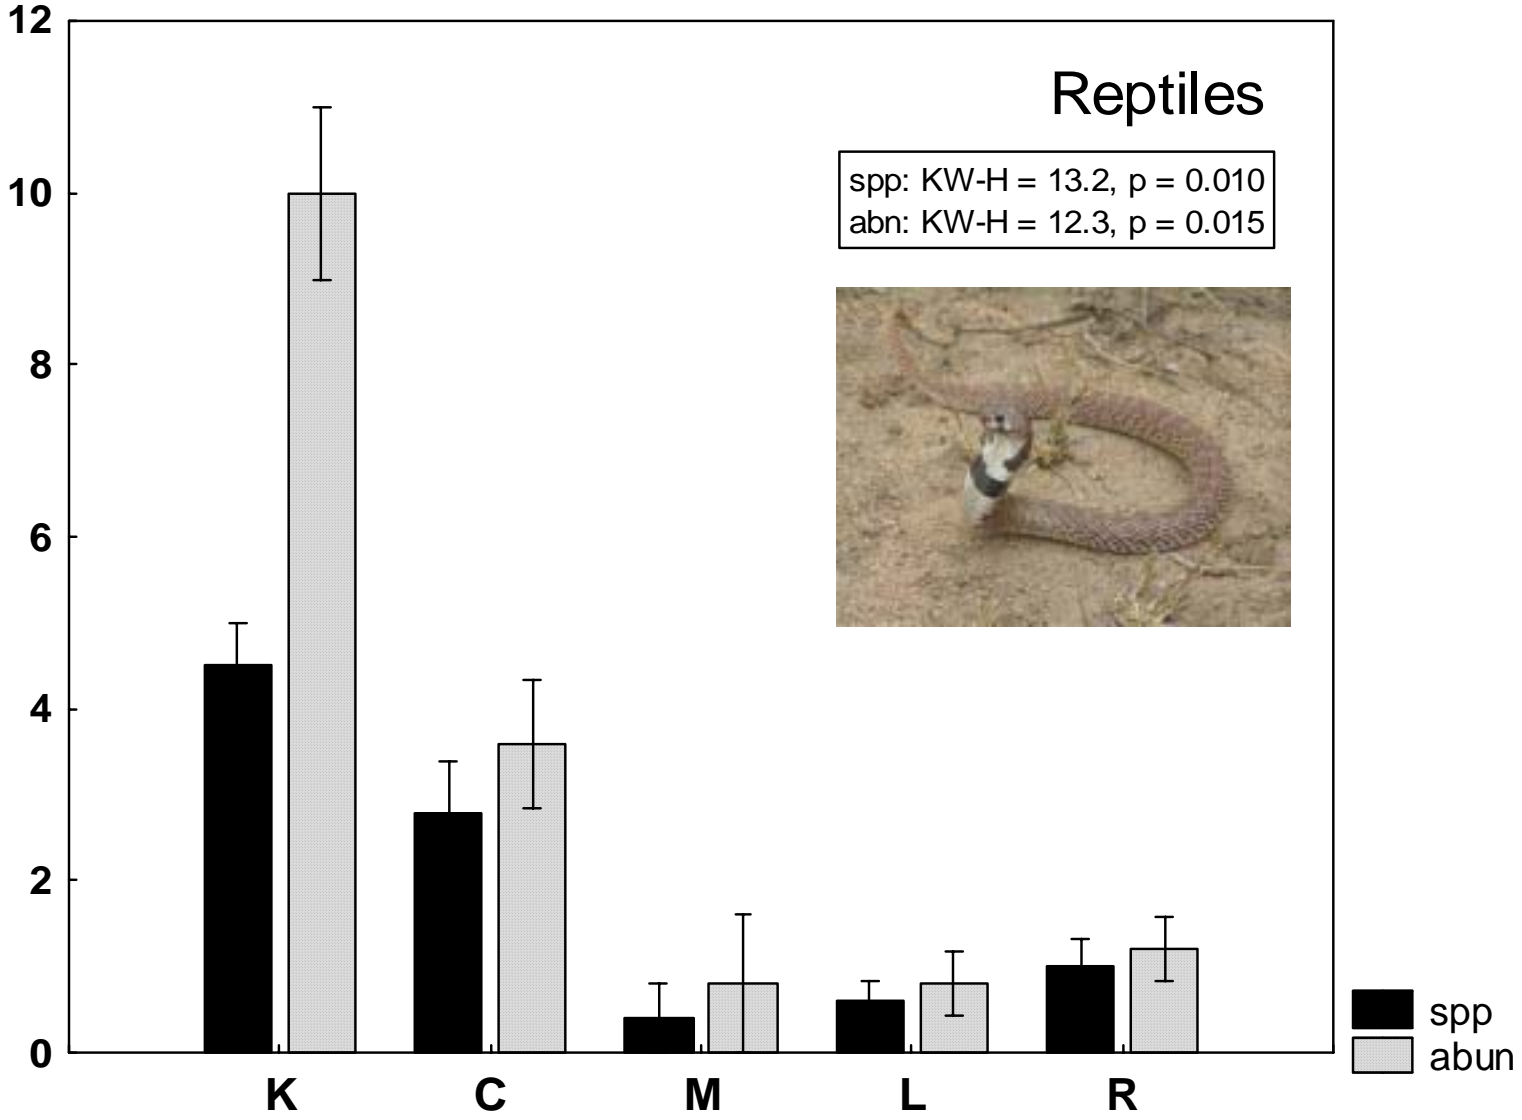 12
10
8
6
4
2
0
Reptiles
spp: KW-H = 13.2, p = 0.010
abn: KW-H = 12.3, p = 0.015
K C M L R
spp
abun